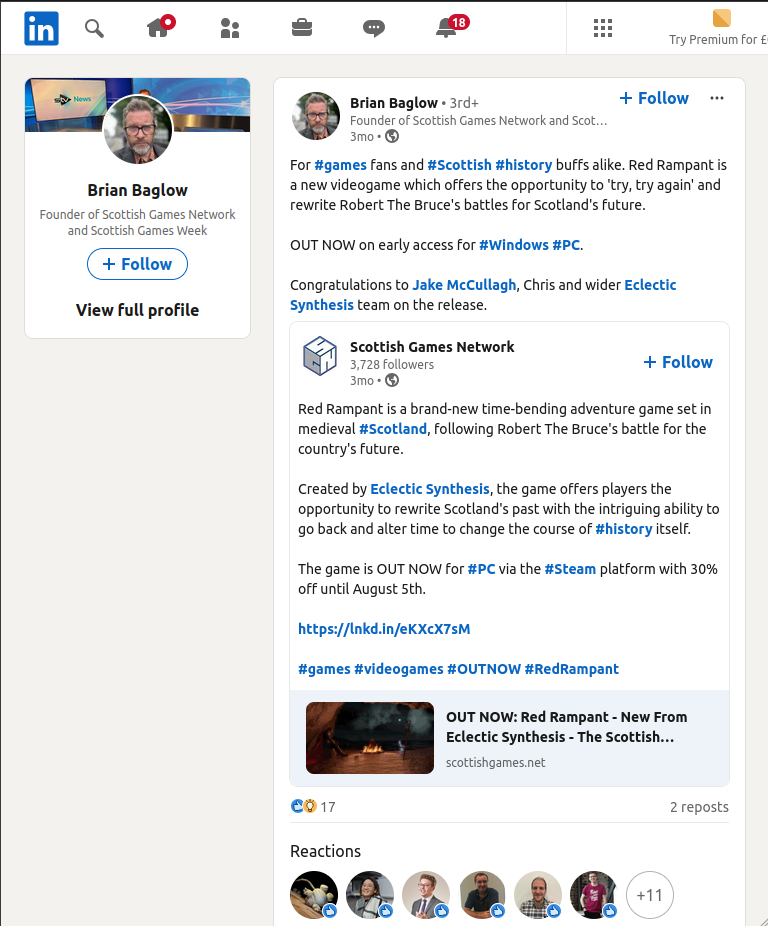 in
18
Try Premium for £
STV News
Brian Baglow
Founder of Scottish Games Network
and Scottish Games Week
+ Follow
View full profile
Brian Baglow • 3rd+
Founder of Scottish Games Network and Scot…
3mo •
+ Follow
For #games fans and #Scottish #history buffs alike. Red Rampant is
a new videogame which offers the opportunity to 'try, try again' and
rewrite Robert The Bruce's battles for Scotland's future.
OUT NOW on early access for #Windows #PC.
Congratulations to Jake McCullagh, Chris and wider Eclectic
Synthesis team on the release.
Scottish Games Network
3,728 followers
3mo •
+ Follow
Red Rampant is a brand-new time-bending adventure game set in
medieval #Scotland, following Robert The Bruce's battle for the
country's future.
Created by Eclectic Synthesis, the game offers players the
opportunity to rewrite Scotland's past with the intriguing ability to
go back and alter time to change the course of #history itself.
The game is OUT NOW for #PC via the #Steam platform with 30%
off until August 5th.
https://lnkd.in/eKXcX7sM
#games #videogames #OUTNOW #RedRampant
OUT NOW: Red Rampant - New From
Eclectic Synthesis - The Scottish…
scottishgames.net
17
2 reposts
Reactions
+11